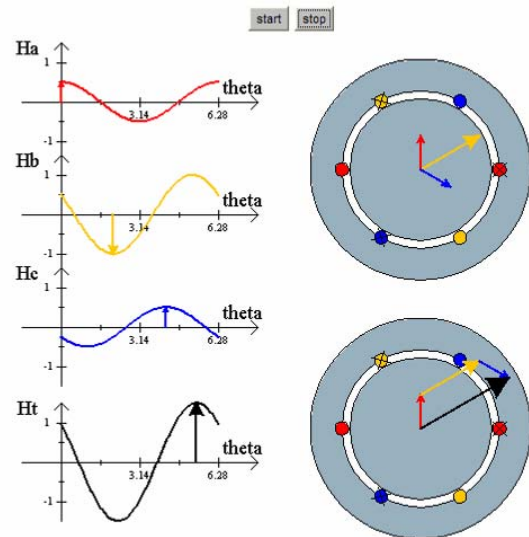 start stop
Ha
1
theta
3.14
6.28
-1
Hb
1
theta
3.14
6.28
-1
Hc
1
theta
3.14
6.28
-1
Ht
1
theta
3.14
6.28
-1